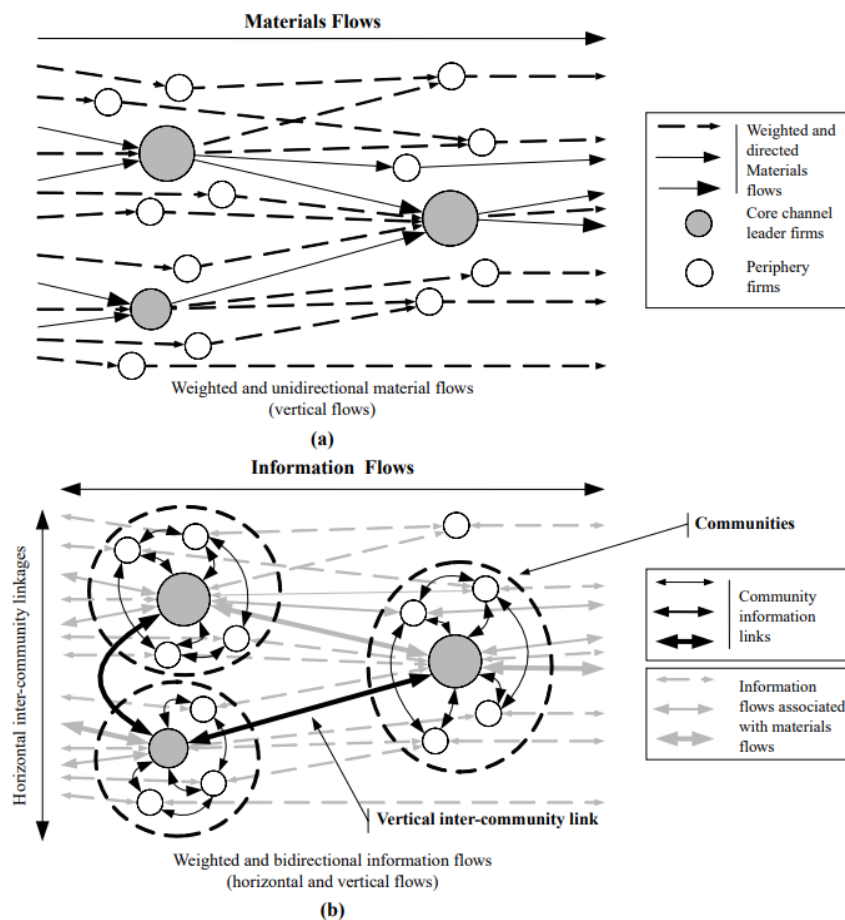 Materials Flows
Weighted and
directed
Materials
flows
Core channel
leader firms
Periphery
firms
Weighted and unidirectional material flows
(vertical flows)
(a)
Information Flows
Horizontal inter-community linkages
Communities
Community
information
links
Information
flows associated
with materials
flows
Vertical inter-community link
Weighted and bidirectional information flows
(horizontal and vertical flows)
(b)